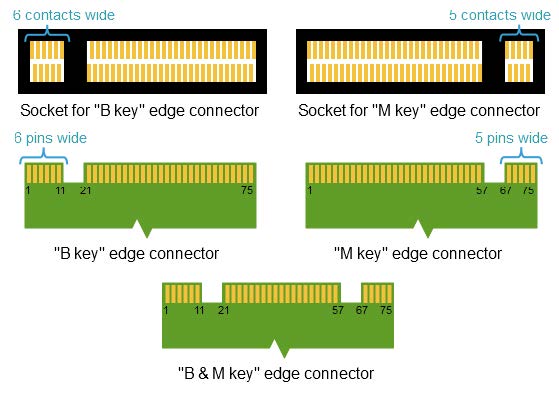 6 contacts wide
5 contacts wide
Socket for "B key" edge connector
Socket for "M key" edge connector
6 pins wide
5 pins wide
1 11 21 75
1 57 67 75
"B key" edge connector
"M key" edge connector
1 11 21 57 67 75
"B & M key" edge connector